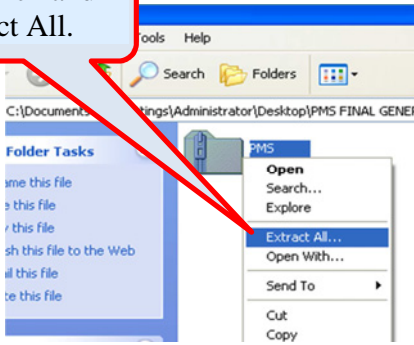 ct All.
ools Help
Search Folders
C:\Documents tings\Administrator\Desktop\PMS FINAL GENER
Folder Tasks
PMS
Open
Search...
Explore
Extract All...
Open With...
Send To
Cut
Copy
ame this file
e this file
this file
sh this file to the Web
il this file
te this file